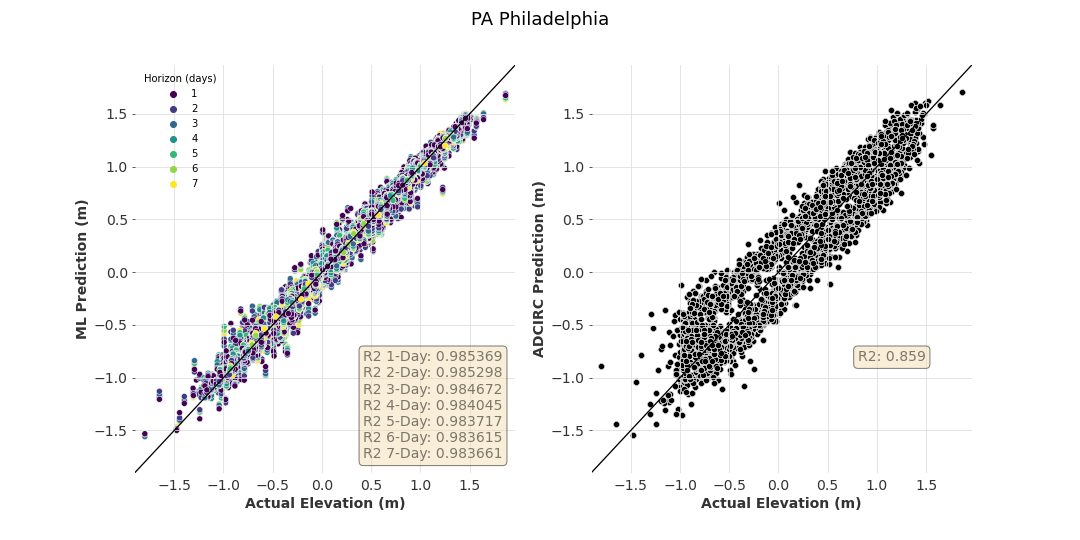 PA Philadelphia
Horizon (days)
1
2
3
4
5
6
7
1.5
1.0
0.5
0.0
−0.5
−1.0
−1.5
ML Prediction (m)
R2 1-Day: 0.985369
R2 2-Day: 0.985298
R2 3-Day: 0.984672
R2 4-Day: 0.984045
R2 5-Day: 0.983717
R2 6-Day: 0.983615
R2 7-Day: 0.983661
−1.5 −1.0 −0.5 0.0 0.5 1.0 1.5
Actual Elevation (m)
1.5
1.0
0.5
0.0
−0.5
−1.0
−1.5
ADCIRC Prediction (m)
R2: 0.859
−1.5 −1.0 −0.5 0.0 0.5 1.0 1.5
Actual Elevation (m)